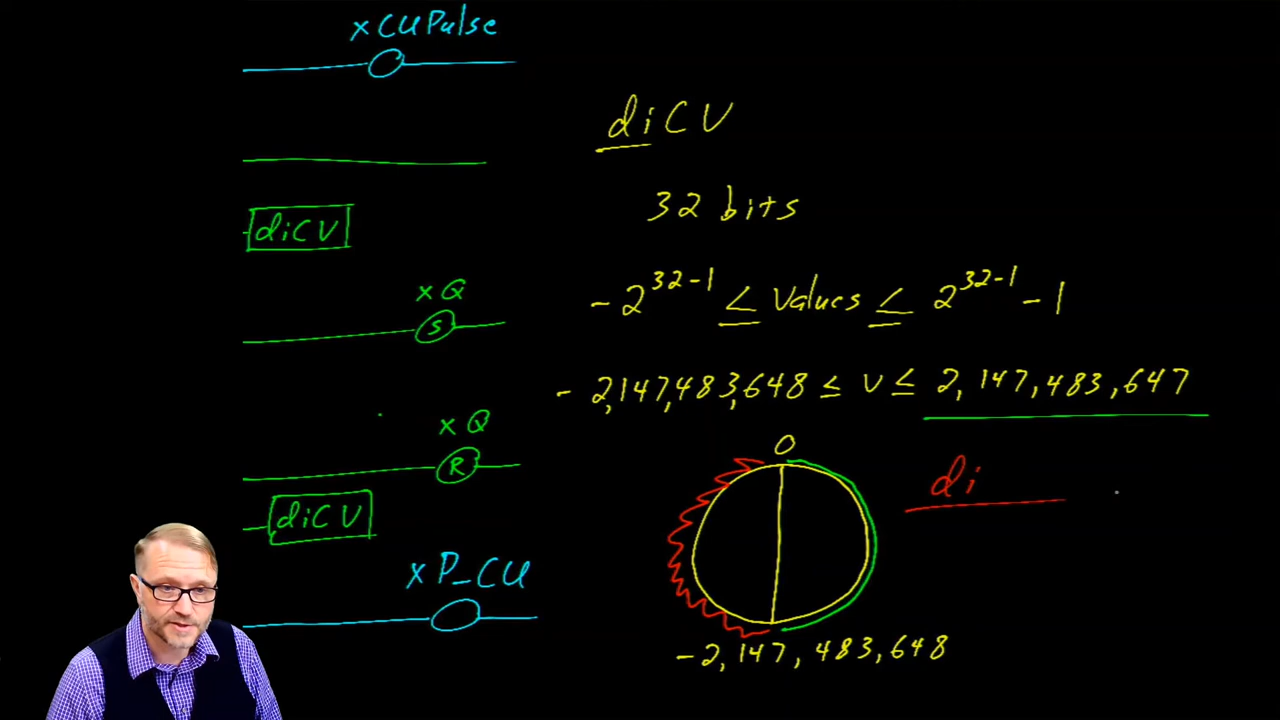 xCUPulse
diCV
xQ
S
xQ
R
diCV
xP_CU
diCV
32 bits
-2^32-1 ≤ Values ≤ 2^32-1 - 1
- 2,147,483,648 ≤ v ≤ 2,147,483,647
0
di
-2,147,483,648